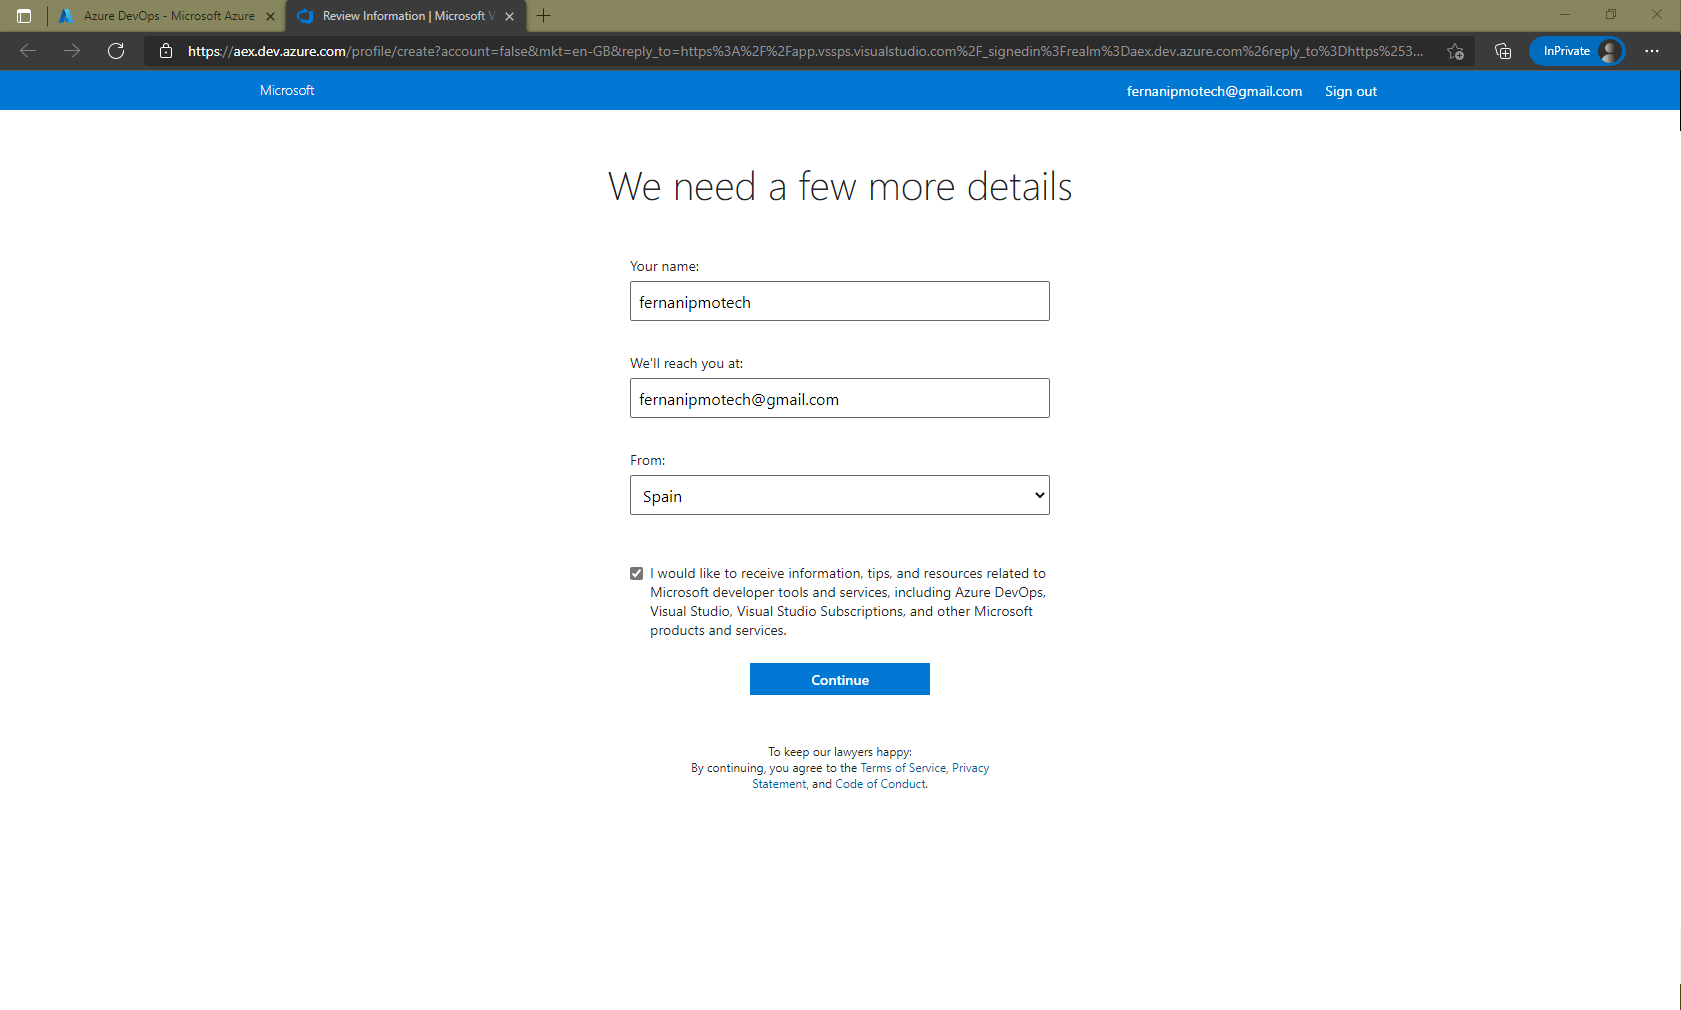 Azure DevOps - Microsoft Azure
Review Information | Microsoft V
https://aex.dev.azure.com/profile/create?account=false&mkt=en-GB&reply_to=https%3A%2F%2Fapp.vssps.visualstudio.com%2F_signedin%3Frealm%3Daex.dev.azure.com%26reply_to%3Dhttps%253...
InPrivate
Microsoft
fernanipmotech@gmail.com
Sign out
We need a few more details
Your name:
fernanipmotech
We'll reach you at:
fernanipmotech@gmail.com
From:
Spain
I would like to receive information, tips, and resources related to
Microsoft developer tools and services, including Azure DevOps,
Visual Studio, Visual Studio Subscriptions, and other Microsoft
products and services.
Continue
To keep our lawyers happy:
By continuing, you agree to the Terms of Service, Privacy
Statement, and Code of Conduct.